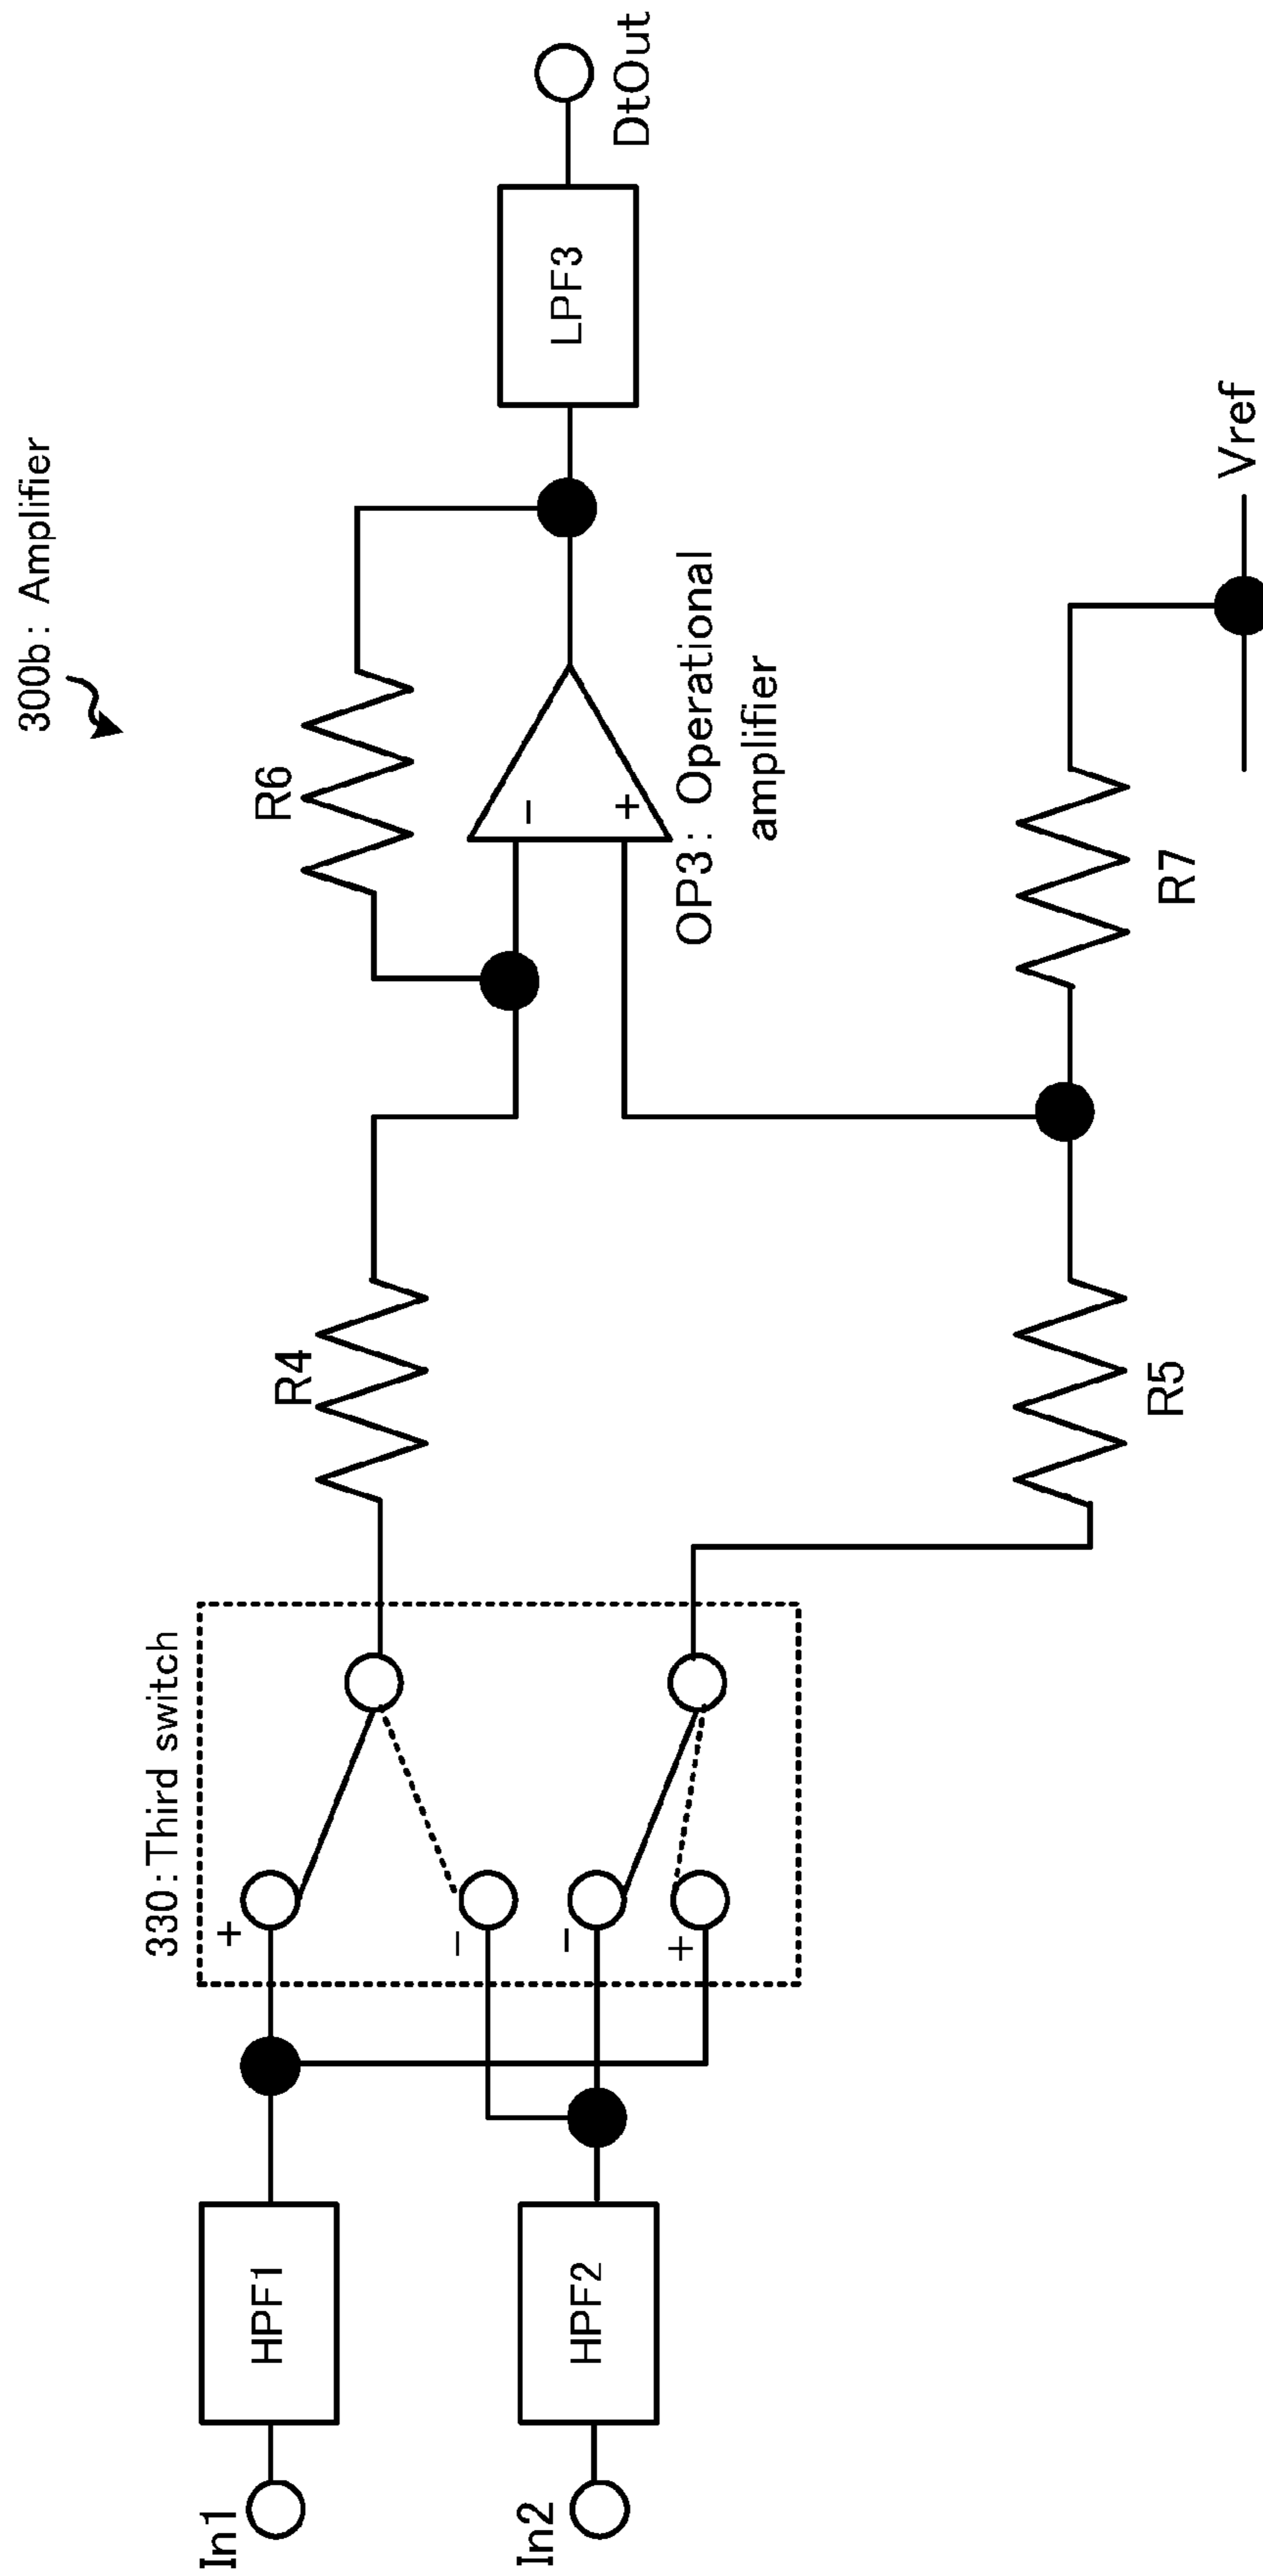 300b: Amplifier
330: Third switch
In1
HPF1
+
-
In2
HPF2
-
+
R4
R6
-
+
OP3: Operational
amplifier
LPF3
DtOut
R5
R7
Vref